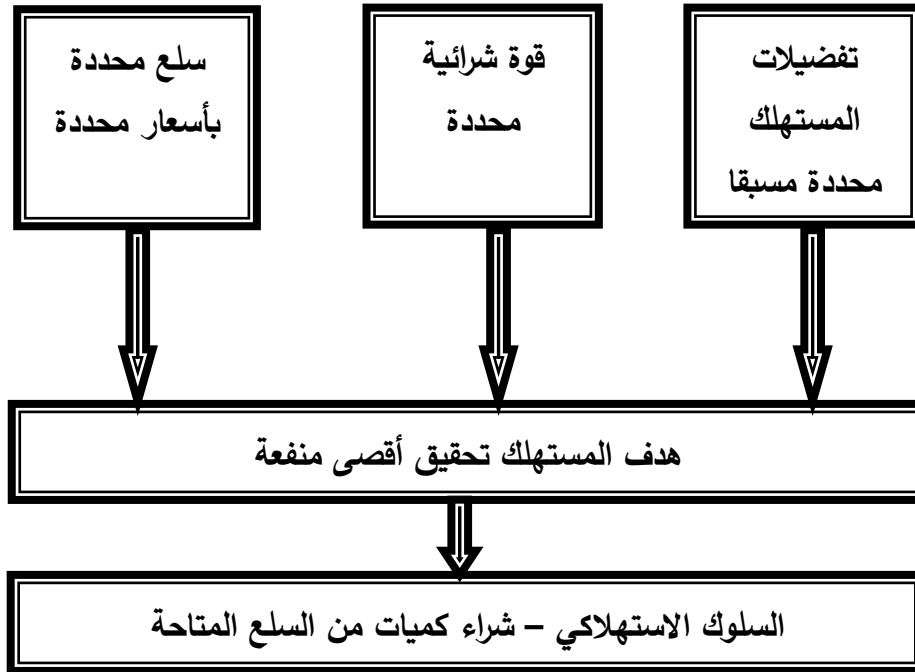 تفضيلات
المستهلك
محددة مسبقا
قوة شرائية
محددة
سلع محددة
بأسعار محددة
هدف المستهلك تحقيق أقصى منفعة
السلوك الاستهلاكي – شراء كميات من السلع المتاحة